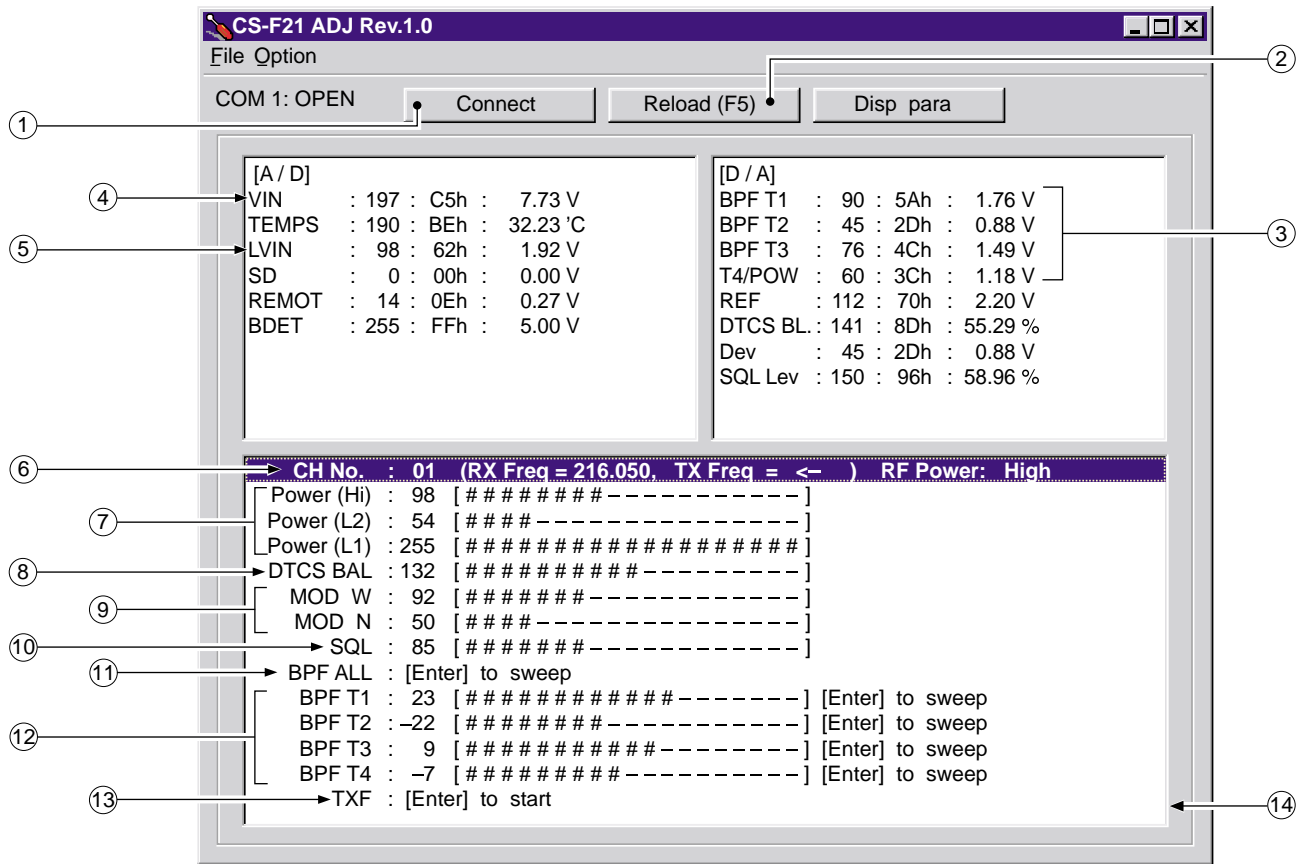 CS-F21 ADJ Rev.1.0
File Option
②
COM 1: OPEN Connect Reload (F5) Disp para
①
[A / D]
④ VIN : 197 : C5h : 7.73 V
TEMPS : 190 : BEh : 32.23 'C
⑤ LVIN : 98 : 62h : 1.92 V
SD : 0 : 00h : 0.00 V
REMOT : 14 : 0Eh : 0.27 V
BDET : 255 : FFh : 5.00 V
[D / A]
BPF T1 : 90 : 5Ah : 1.76 V
BPF T2 : 45 : 2Dh : 0.88 V
BPF T3 : 76 : 4Ch : 1.49 V ③
T4/POW : 60 : 3Ch : 1.18 V
REF : 112 : 70h : 2.20 V
DTCS BL. : 141 : 8Dh : 55.29 %
Dev : 45 : 2Dh : 0.88 V
SQL Lev : 150 : 96h : 58.96 %
⑥ CH No. : 01 (RX Freq = 216.050, TX Freq = <– ) RF Power: High
Power (Hi) : 98 [ # # # # # # # # – – – – – – – – – – – – ]
⑦ Power (L2) : 54 [ # # # # – – – – – – – – – – – – – – – – ]
Power (L1) : 255 [ # # # # # # # # # # # # # # # # # # # # ]
⑧ DTCS BAL : 132 [ # # # # # # # # # # – – – – – – – – – – ]
MOD W : 92 [ # # # # # # # – – – – – – – – – – – – – ]
⑨ MOD N : 50 [ # # # # – – – – – – – – – – – – – – – – ]
⑩ SQL : 85 [ # # # # # # # – – – – – – – – – – – – – ]
⑪ BPF ALL : [Enter] to sweep
BPF T1 : 23 [ # # # # # # # # # # # # – – – – – – – – ] [Enter] to sweep
⑫ BPF T2 : –22 [ # # # # # # # # – – – – – – – – – – – – ] [Enter] to sweep
BPF T3 : 9 [ # # # # # # # # # # # – – – – – – – – – ] [Enter] to sweep
BPF T4 : –7 [ # # # # # # # # # – – – – – – – – – – – ] [Enter] to sweep
⑬ TXF : [Enter] to start
⑭